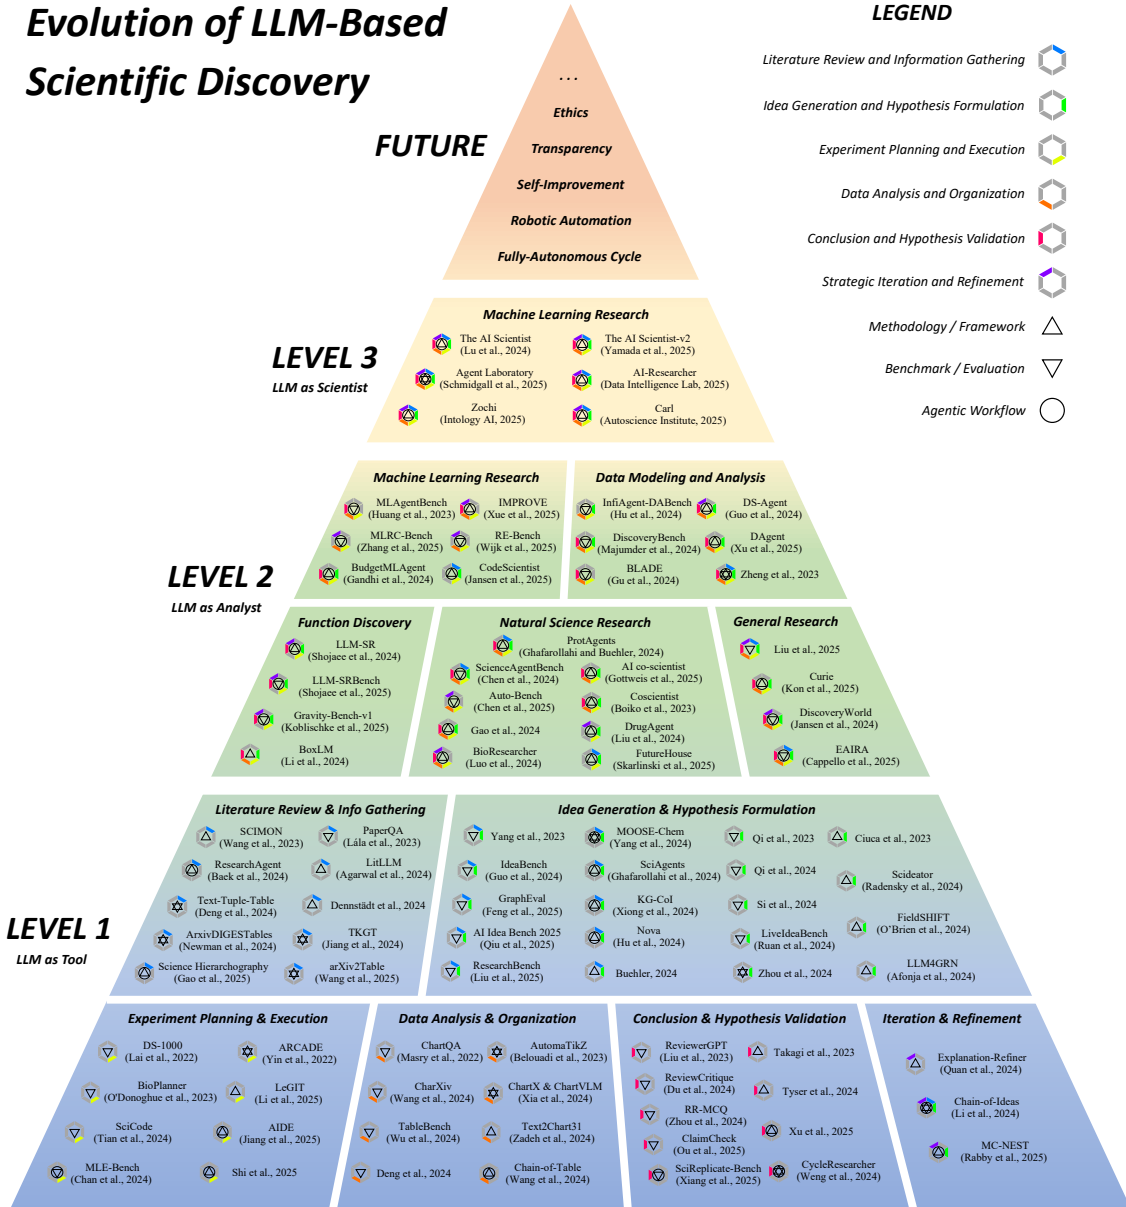 Evolution of LLM-Based
Scientific Discovery
LEGEND
Literature Review and Information Gathering
Idea Generation and Hypothesis Formulation
Experiment Planning and Execution
Data Analysis and Organization
Conclusion and Hypothesis Validation
Strategic Iteration and Refinement
Methodology / Framework
Benchmark / Evaluation
Agentic Workflow
FUTURE
...
Ethics
Transparency
Self-Improvement
Robotic Automation
Fully-Autonomous Cycle
LEVEL 3
LLM as Scientist
Machine Learning Research
The AI Scientist
(Lu et al., 2024)
The AI Scientist-v2
(Yamada et al., 2025)
Agent Laboratory
(Schmidgall et al., 2025)
AI-Researcher
(Data Intelligence Lab, 2025)
Zochi
(Intology AI, 2025)
Carl
(Autoscience Institute, 2025)
LEVEL 2
LLM as Analyst
Machine Learning Research
MLAgentBench
(Huang et al., 2023)
IMPROVE
(Xue et al., 2025)
MLRC-Bench
(Zhang et al., 2025)
RE-Bench
(Wijk et al., 2025)
BudgetMLAgent
(Gandhi et al., 2024)
CodeScientist
(Jansen et al., 2025)
Data Modeling and Analysis
InfiAgent-DABench
(Hu et al., 2024)
DS-Agent
(Guo et al., 2024)
DiscoveryBench
(Majumder et al., 2024)
DAgent
(Xu et al., 2025)
BLADE
(Gu et al., 2024)
Zheng et al., 2023
Function Discovery
LLM-SR
(Shojaee et al., 2024)
LLM-SRBench
(Shojaee et al., 2025)
Gravity-Bench-v1
(Koblischke et al., 2025)
BoxLM
(Li et al., 2024)
Natural Science Research
ProtAgents
(Ghafarollahi and Buehler, 2024)
ScienceAgentBench
(Chen et al., 2024)
AI co-scientist
(Gottweis et al., 2025)
Auto-Bench
(Chen et al., 2025)
Coscientist
(Boiko et al., 2023)
Gao et al., 2024
DrugAgent
(Liu et al., 2024)
BioResearcher
(Luo et al., 2024)
FutureHouse
(Skarlinski et al., 2025)
General Research
Liu et al., 2025
Curie
(Kon et al., 2025)
DiscoveryWorld
(Jansen et al., 2024)
EAIRA
(Cappello et al., 2025)
LEVEL 1
LLM as Tool
Literature Review & Info Gathering
SCIMON
(Wang et al., 2023)
PaperQA
(Lála et al., 2023)
ResearchAgent
(Baek et al., 2024)
LitLLM
(Agarwal et al., 2024)
Text-Tuple-Table
(Deng et al., 2024)
Dennstädt et al., 2024
ArxivDIGESTables
(Newman et al., 2024)
TKGT
(Jiang et al., 2024)
Science Hierarchography
(Gao et al., 2025)
arXiv2Table
(Wang et al., 2025)
Idea Generation & Hypothesis Formulation
Yang et al., 2023
MOOSE-Chem
(Yang et al., 2024)
Qi et al., 2023
Ciuca et al., 2023
IdeaBench
(Guo et al., 2024)
SciAgents
(Ghafarollahi et al., 2024)
Qi et al., 2024
Scideator
(Radensky et al., 2024)
GraphEval
(Feng et al., 2025)
KG-CoI
(Xiong et al., 2024)
Si et al., 2024
FieldSHIFT
(O'Brien et al., 2024)
AI Idea Bench 2025
(Qiu et al., 2025)
Nova
(Hu et al., 2024)
LiveIdeaBench
(Ruan et al., 2024)
ResearchBench
(Liu et al., 2025)
Buehler, 2024
Zhou et al., 2024
LLM4GRN
(Afonja et al., 2024)
Experiment Planning & Execution
DS-1000
(Lai et al., 2022)
ARCADE
(Yin et al., 2022)
BioPlanner
(O'Donoghue et al., 2023)
LeGIT
(Li et al., 2025)
SciCode
(Tian et al., 2024)
AIDE
(Jiang et al., 2025)
MLE-Bench
(Chan et al., 2024)
Shi et al., 2025
Data Analysis & Organization
ChartQA
(Masry et al., 2022)
AutomaTikZ
(Belouadi et al., 2023)
CharXiv
(Wang et al., 2024)
ChartX & ChartVLM
(Xia et al., 2024)
TableBench
(Wu et al., 2024)
Text2Chart31
(Zadeh et al., 2024)
Deng et al., 2024
Chain-of-Table
(Wang et al., 2024)
Conclusion & Hypothesis Validation
ReviewerGPT
(Liu et al., 2023)
Takagi et al., 2023
ReviewCritique
(Du et al., 2024)
Tyser et al., 2024
RR-MCQ
(Zhou et al., 2024)
Xu et al., 2025
ClaimCheck
(Ou et al., 2025)
SciReplicate-Bench
(Xiang et al., 2025)
CycleResearcher
(Weng et al., 2024)
Iteration & Refinement
Explanation-Refiner
(Quan et al., 2024)
Chain-of-Ideas
(Li et al., 2024)
MC-NEST
(Rabby et al., 2025)